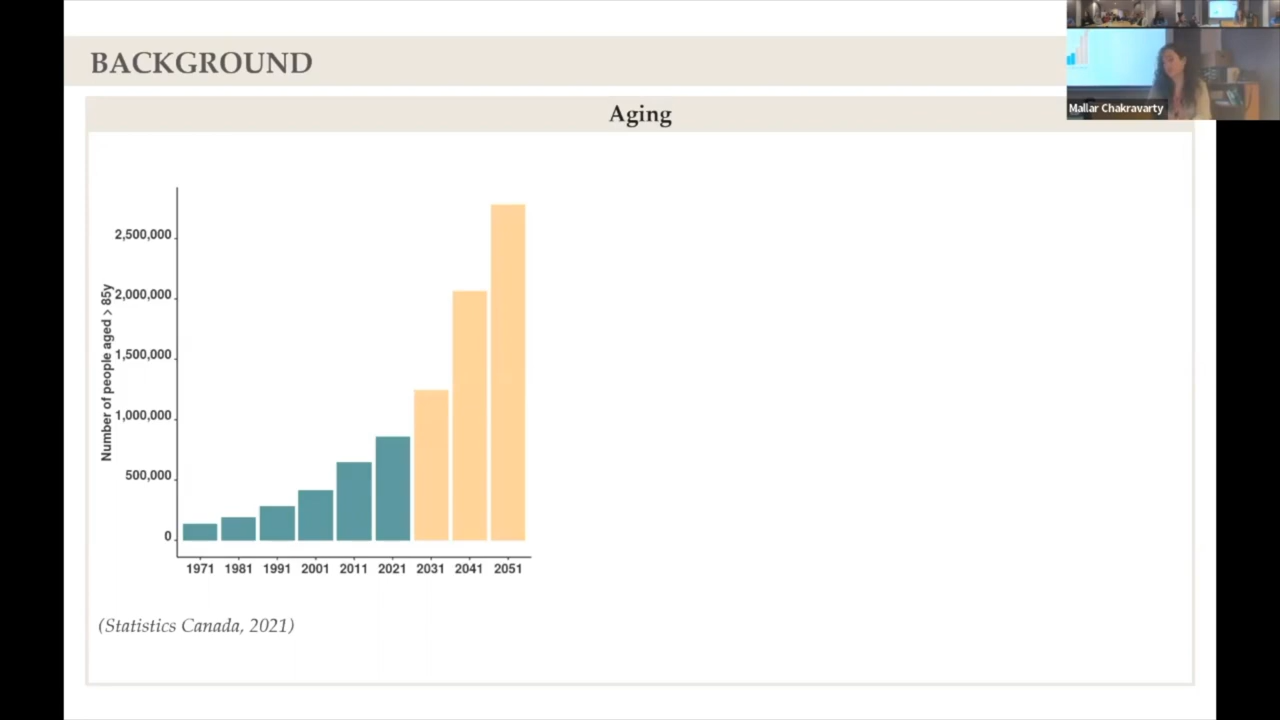 BACKGROUND
Mallar Chakravarty
Aging
Number of people aged > 85y
2,500,000
2,000,000
1,500,000
1,000,000
500,000
0
1971 1981 1991 2001 2011 2021 2031 2041 2051
(Statistics Canada, 2021)